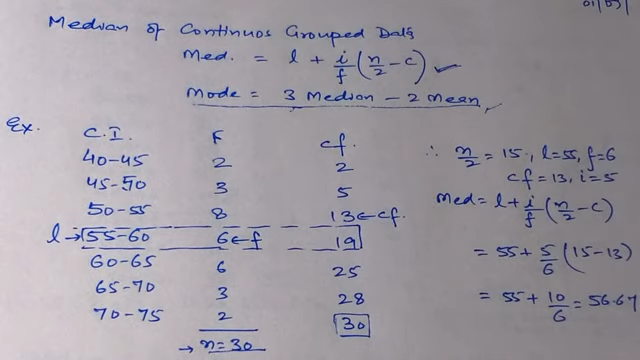 Median of Continuos Grouped Data
Med. = l + i/f (n/2 - c) ✓
Mode = 3 Median - 2 Mean
Ex.
C.I. F cf.
40-45 2 2
45-50 3 5
50-55 8 13 ← cf.
l → 55-60 6 ← f 19
60-65 6 25
65-70 3 28
70-75 2 30
→ n = 30
∴ n/2 = 15, l = 55, f = 6
cf = 13, i = 5
Med = l + i/f (n/2 - c)
= 55 + 5/6 (15 - 13)
= 55 + 10/6 = 56.67